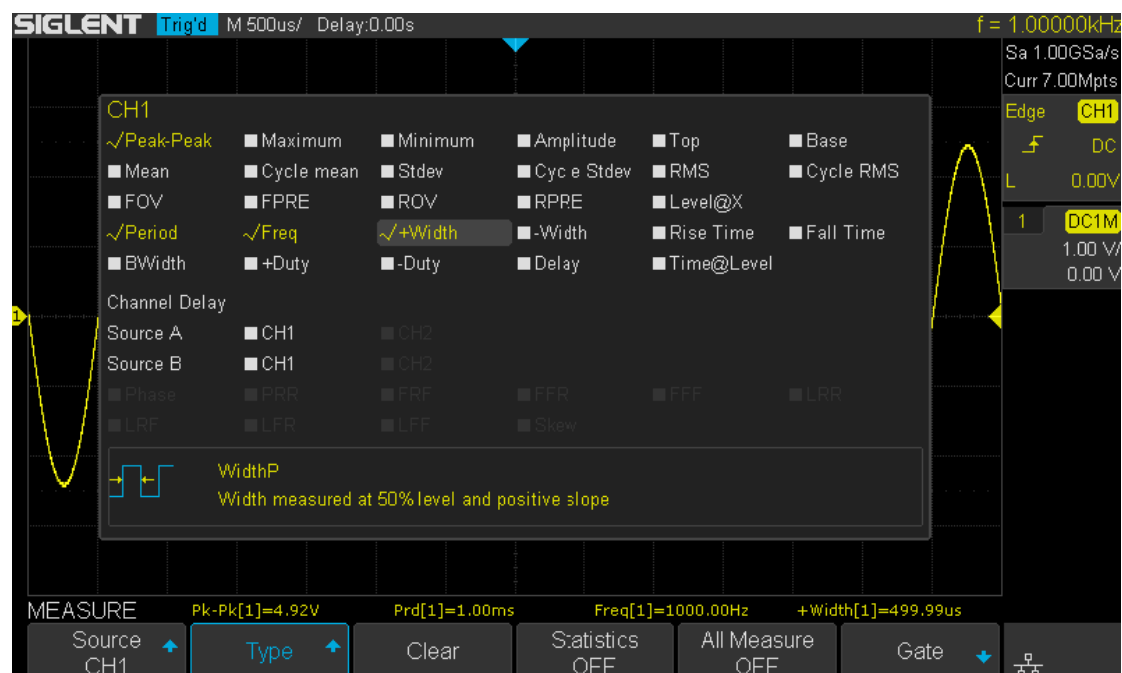 SIGLENT Trig'd M 500us/ Delay:0.00s f = 1.00000kHz
Sa 1.00GSa/s
Curr 7.00Mpts
Edge CH1
DC
L 0.00V
1 DC1M
1.00 V/
0.00 V
CH1
Peak-Peak Maximum Minimum Amplitude Top Base
Mean Cycle mean Stdev Cyc e Stdev RMS Cycle RMS
FOV FPRE ROV RPRE Level@X
Period Freq +Width -Width Rise Time Fall Time
BWidth +Duty -Duty Delay Time@Level
Channel Delay
Source A CH1 CH2
Source B CH1 CH2
Phase PRR FRF FFR FFF LRR
LRF LFR LFF Skew
WidthP
Width measured at 50% level and positive slope
1
MEASURE Pk-Pk[1]=4.92V Prd[1]=1.00ms Freq[1]=1000.00Hz +Width[1]=499.99us
Source Type Clear Statistics All Measure Gate
CH1 OFF OFF